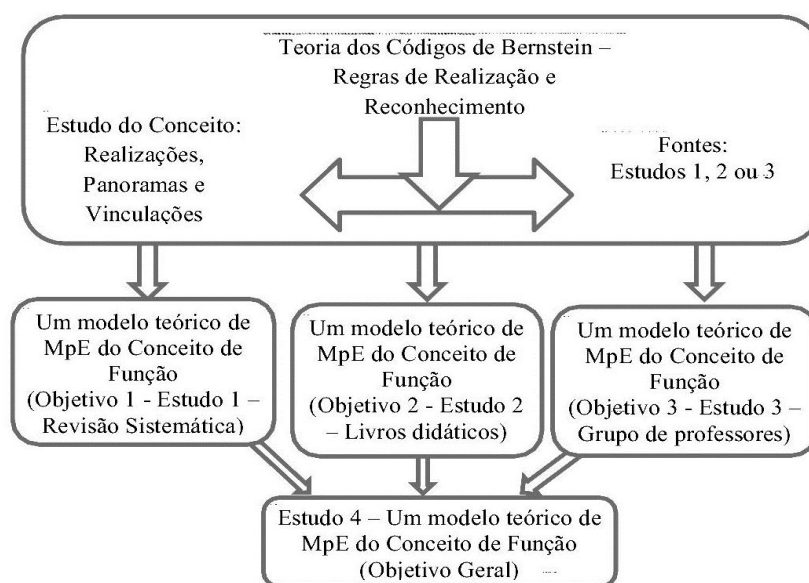 Teoria dos Códigos de Bernstein –
Regras de Realização e
Reconhecimento
Estudo do Conceito:
Realizações,
Panoramas e
Vinculações
Fontes:
Estudos 1, 2 ou 3
Um modelo teórico de
MpE do Conceito de
Função
(Objetivo 1 - Estudo 1 –
Revisão Sistemática)
Um modelo teórico de
MpE do Conceito de
Função
(Objetivo 2 - Estudo 2
– Livros didáticos)
Um modelo teórico de
MpE do Conceito de
Função
(Objetivo 3 - Estudo 3 –
Grupo de professores)
Estudo 4 – Um modelo teórico de
MpE do Conceito de Função
(Objetivo Geral)